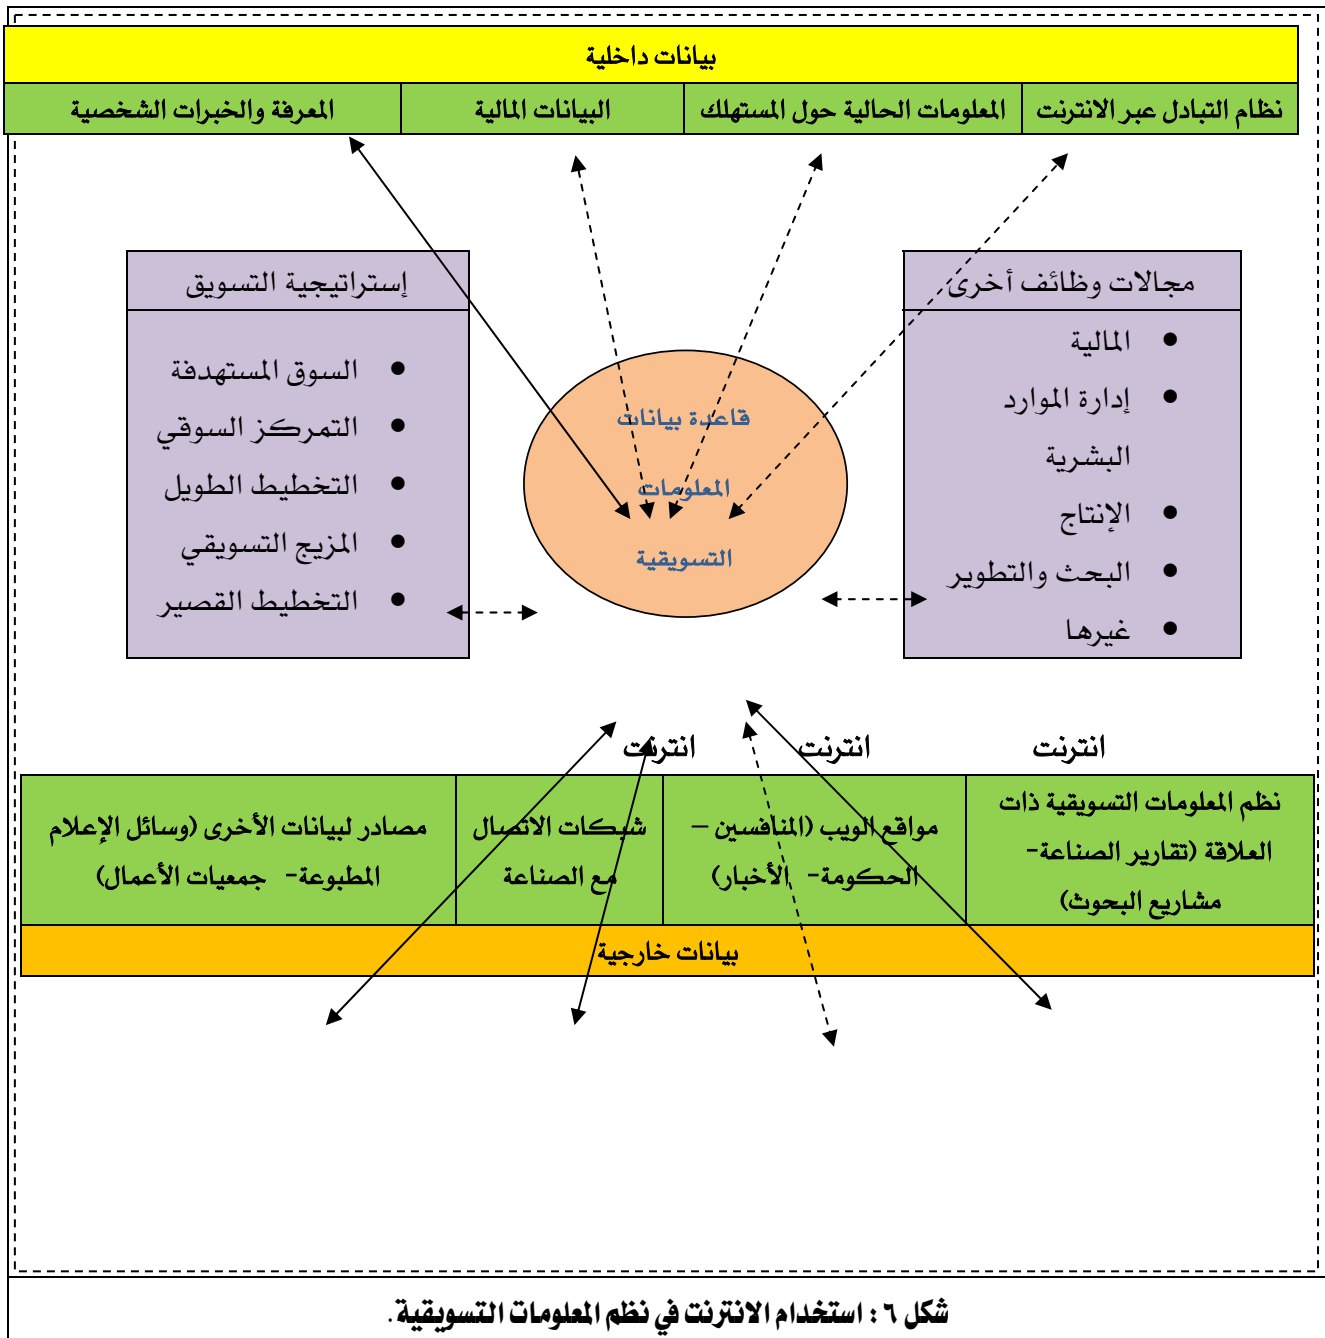 بيانات داخلية
نظام التبادل عبر الانترنت
المعلومات الحالية حول المستهلك
البيانات المالية
المعرفة والخبرات الشخصية
مجالات وظائف أخرى
المالية
إدارة الموارد
البشرية
الإنتاج
البحث والتطوير
غيرها
قاعدة بيانات
المعلومات
التسويقية
إستراتيجية التسويق
السوق المستهدفة
التمركز السوقي
التخطيط الطويل
المزيج التسويقي
التخطيط القصير
انترنت
انترنت
انترنت
نظم المعلومات التسويقية ذات
العلاقة (تقارير الصناعة-
مشاريع البحوث)
مواقع الويب (المنافسين –
الحكومة- الأخبار)
شبكات الاتصال
مع الصناعة
مصادر لبيانات الأخرى (وسائل الإعلام
المطبوعة- جمعيات الأعمال)
بيانات خارجية
شكل ٦ : استخدام الانترنت في نظم المعلومات التسويقية.